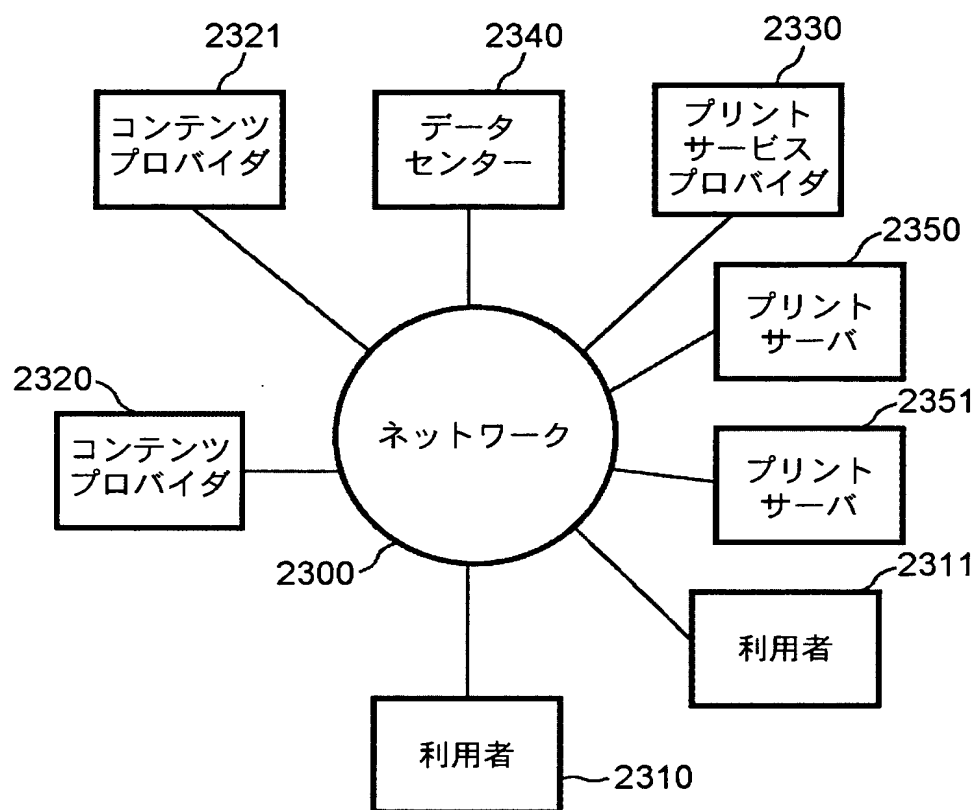 2321
2340
2330
コンテンツ
プロバイダ
データ
センター
プリント
サービス
プロバイダ
2350
プリント
サーバ
2320
コンテンツ
プロバイダ
ネットワーク
2351
プリント
サーバ
2300
2311
利用者
利用者
2310